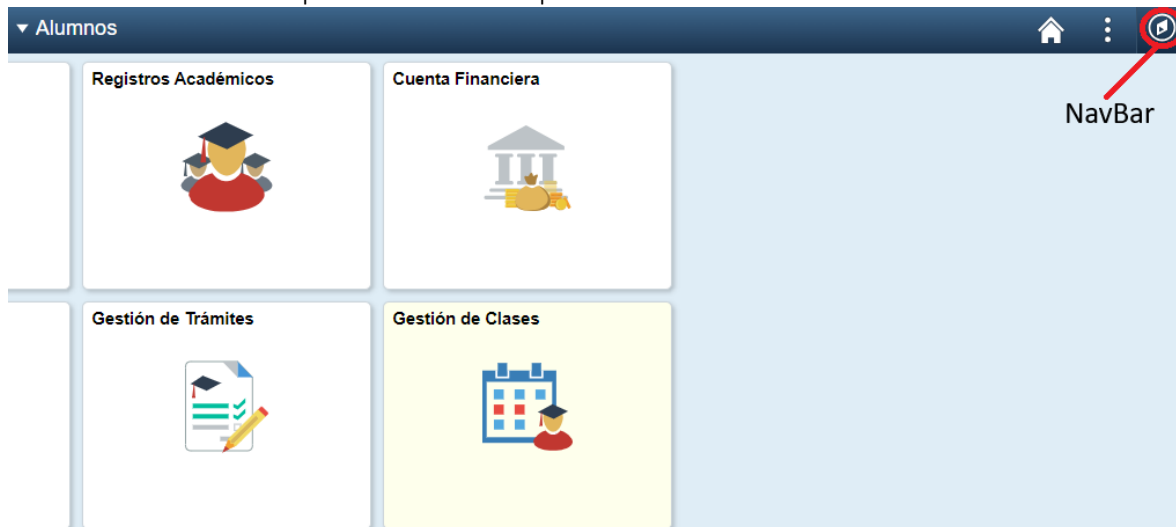 Alumnos
NavBar
Registros Académicos
Cuenta Financiera
Gestión de Trámites
Gestión de Clases